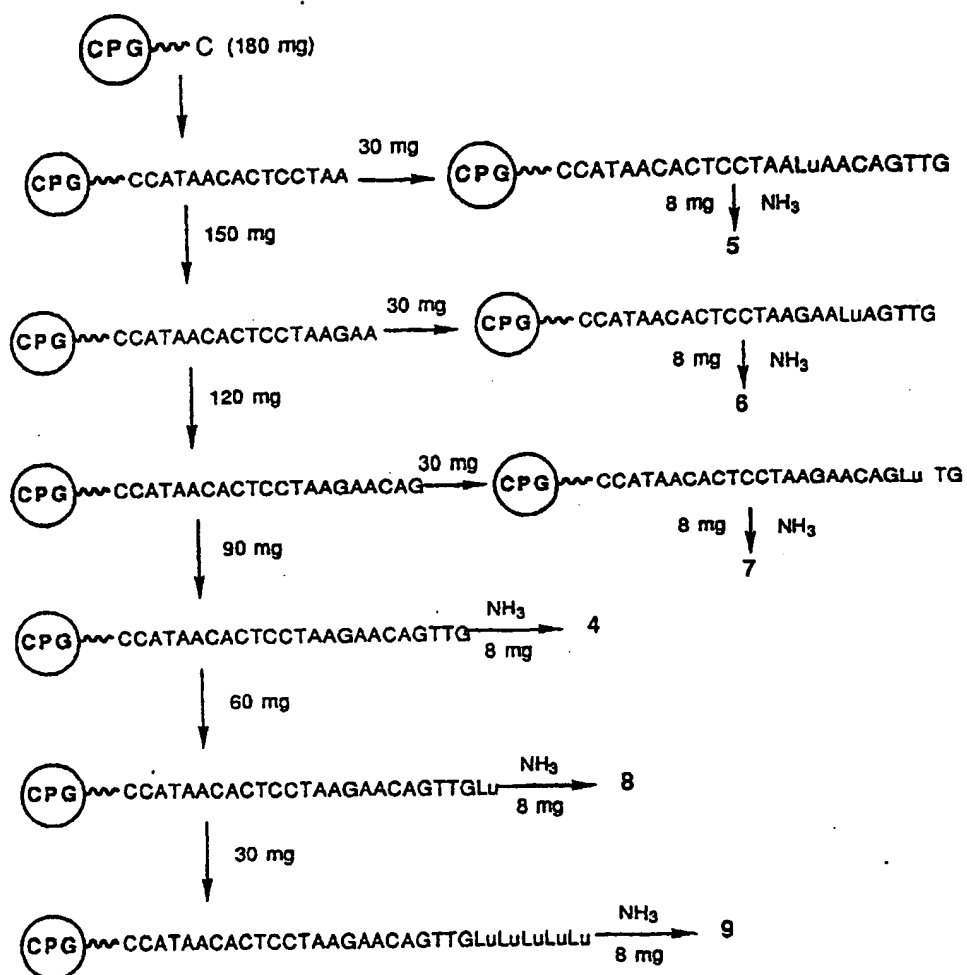 CPG C (180 mg)
CPG CCATAACACTCCTAA 30 mg CPG CCATAACACTCCTAALuAACAGTTG
150 mg 8 mg NH₃
5
CPG CCATAACACTCCTAAGAA 30 mg CPG CCATAACACTCCTAAGAALuAGTTG
120 mg 8 mg NH₃
6
CPG CCATAACACTCCTAAGAACAG 30 mg CPG CCATAACACTCCTAAGAACAGLu TG
90 mg 8 mg NH₃
7
CPG CCATAACACTCCTAAGAACAGTTG NH₃ 8 mg 4
60 mg
CPG CCATAACACTCCTAAGAACAGTTGLu NH₃ 8 mg 8
30 mg
CPG CCATAACACTCCTAAGAACAGTTGLuLuLuLuLu NH₃ 8 mg 9